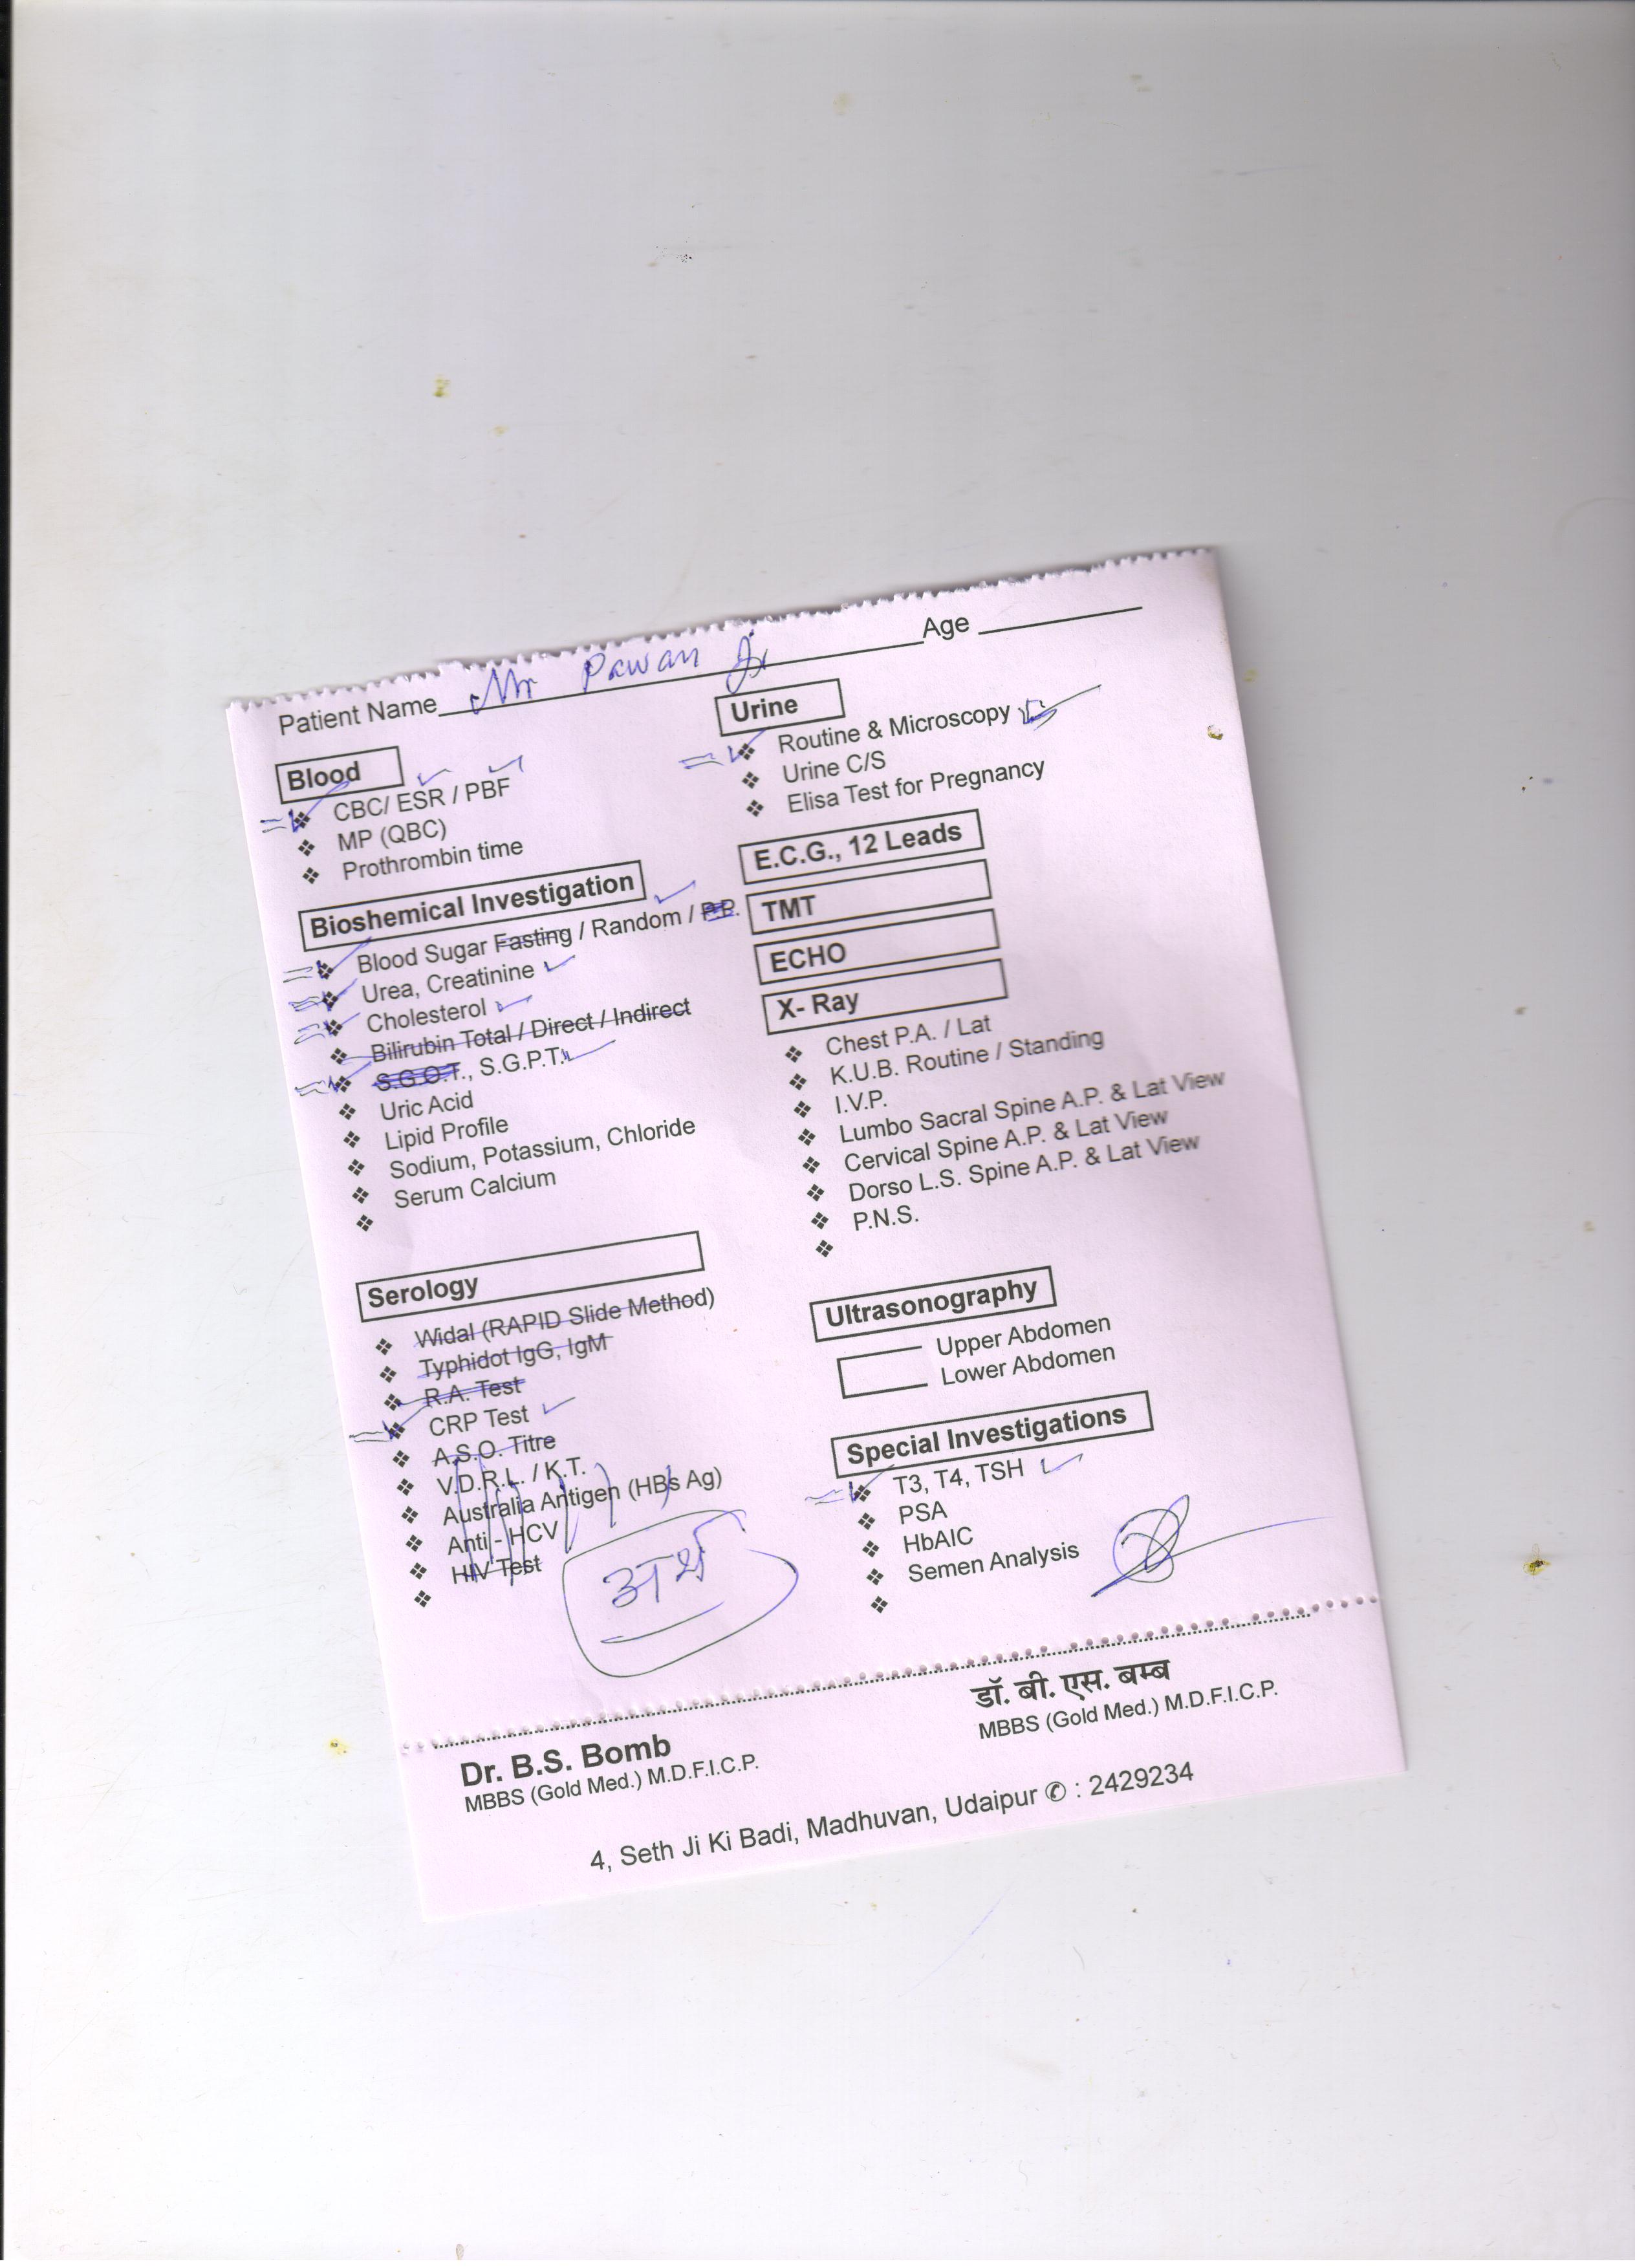 Patient Name Mr Pawan Ji Age
Blood
CBC/ ESR / PBF
MP (QBC)
Prothrombin time
Bioshemical Investigation
Blood Sugar Fasting / Random / P.P.
Urea, Creatinine
Cholesterol
Bilirubin Total / Direct / Indirect
S.G.O.T., S.G.P.T.
Uric Acid
Lipid Profile
Sodium, Potassium, Chloride
Serum Calcium
Serology
Widal (RAPID Slide Method)
Typhidot IgG, IgM
R.A. Test
CRP Test
A.S.O. Titre
V.D.R.L. / K.T.
Australia Antigen (HBs Ag)
Anti - HCV
HIV Test
अर्थ
Urine
Routine & Microscopy
Urine C/S
Elisa Test for Pregnancy
E.C.G., 12 Leads
TMT
ECHO
X- Ray
Chest P.A. / Lat
K.U.B. Routine / Standing
I.V.P.
Lumbo Sacral Spine A.P. & Lat View
Cervical Spine A.P. & Lat View
Dorso L.S. Spine A.P. & Lat View
P.N.S.
Ultrasonography
Upper Abdomen
Lower Abdomen
Special Investigations
T3, T4, TSH
PSA
HbAIC
Semen Analysis
Dr. B.S. Bomb
MBBS (Gold Med.) M.D.F.I.C.P.
डॉ. बी. एस. बम्ब
MBBS (Gold Med.) M.D.F.I.C.P.
4, Seth Ji Ki Badi, Madhuvan, Udaipur ✆ : 2429234